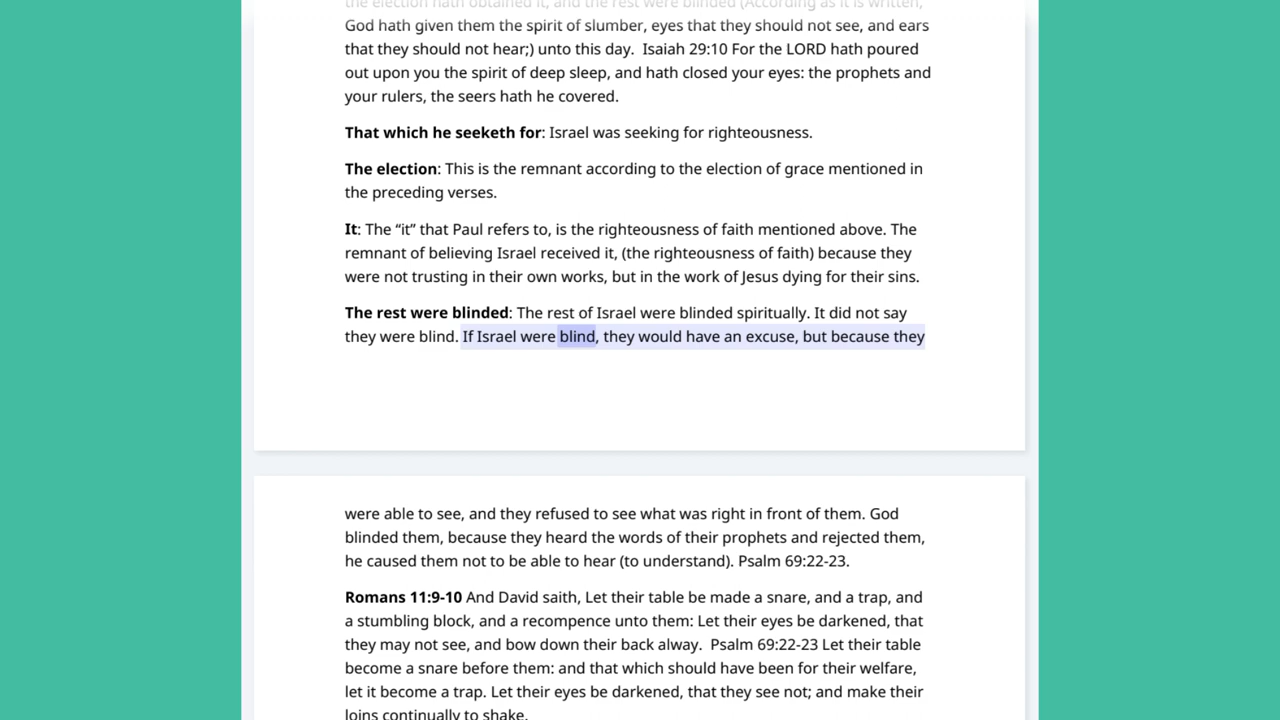 the election hath obtained it, and the rest were blinded (According as it is written,
God hath given them the spirit of slumber, eyes that they should not see, and ears
that they should not hear;) unto this day.  Isaiah 29:10 For the LORD hath poured
out upon you the spirit of deep sleep, and hath closed your eyes: the prophets and
your rulers, the seers hath he covered.
That which he seeketh for: Israel was seeking for righteousness.
The election: This is the remnant according to the election of grace mentioned in
the preceding verses.
It: The “it” that Paul refers to, is the righteousness of faith mentioned above. The
remnant of believing Israel received it, (the righteousness of faith) because they
were not trusting in their own works, but in the work of Jesus dying for their sins.
The rest were blinded: The rest of Israel were blinded spiritually. It did not say
they were blind. If Israel were blind, they would have an excuse, but because they
were able to see, and they refused to see what was right in front of them. God
blinded them, because they heard the words of their prophets and rejected them,
he caused them not to be able to hear (to understand). Psalm 69:22-23.
Romans 11:9-10 And David saith, Let their table be made a snare, and a trap, and
a stumbling block, and a recompence unto them: Let their eyes be darkened, that
they may not see, and bow down their back alway.  Psalm 69:22-23 Let their table
become a snare before them: and that which should have been for their welfare,
let it become a trap. Let their eyes be darkened, that they see not; and make their
loins continually to shake.